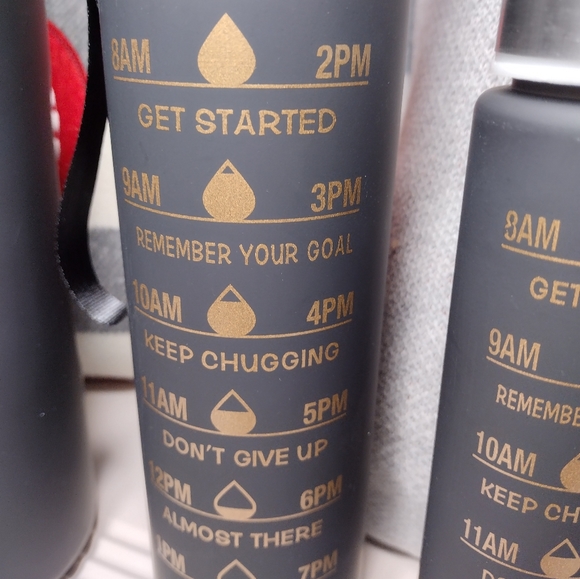 8AM 2PM
GET STARTED
9AM 3PM
REMEMBER YOUR GOAL
10AM 4PM
KEEP CHUGGING
11AM 5PM
DON'T GIVE UP
12PM 6PM
ALMOST THERE
1PM 7PM
8AM
GET
9AM
REMEMBE
10AM
KEEP CH
11AM